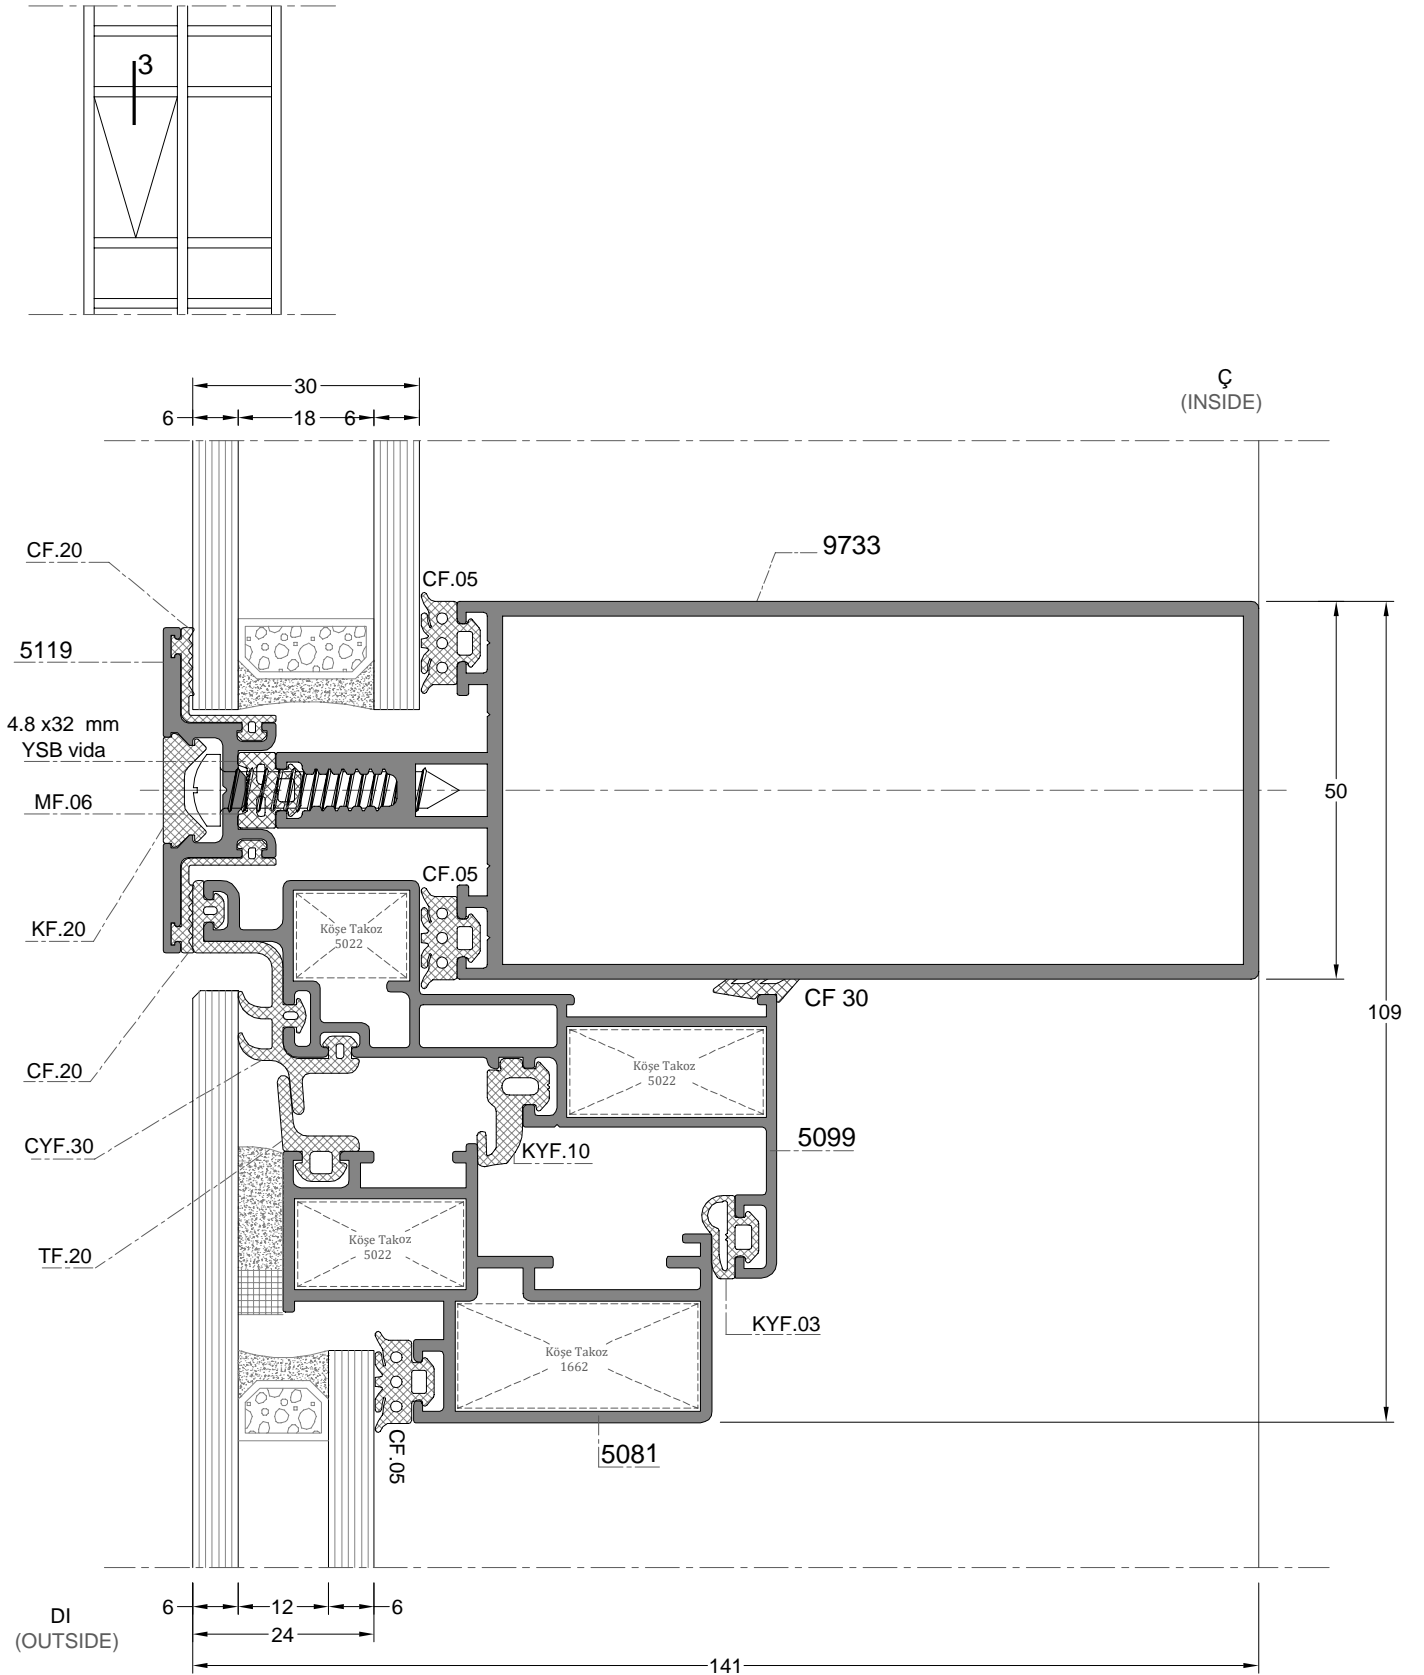 3
30
6 18 6
Ç
(INSIDE)
CF.20
9733
CF.05
5119
4.8 x32 mm
YSB vida
MF.06
50
CF.05
KF.20
Köşe Takoz
5022
CF 30
109
CF.20
Köşe Takoz
5022
CYF.30
KYF.10
5099
TF.20
Köşe Takoz
5022
KYF.03
Köşe Takoz
1662
CF.05
5081
6 12 6
DI
(OUTSIDE)
24
141